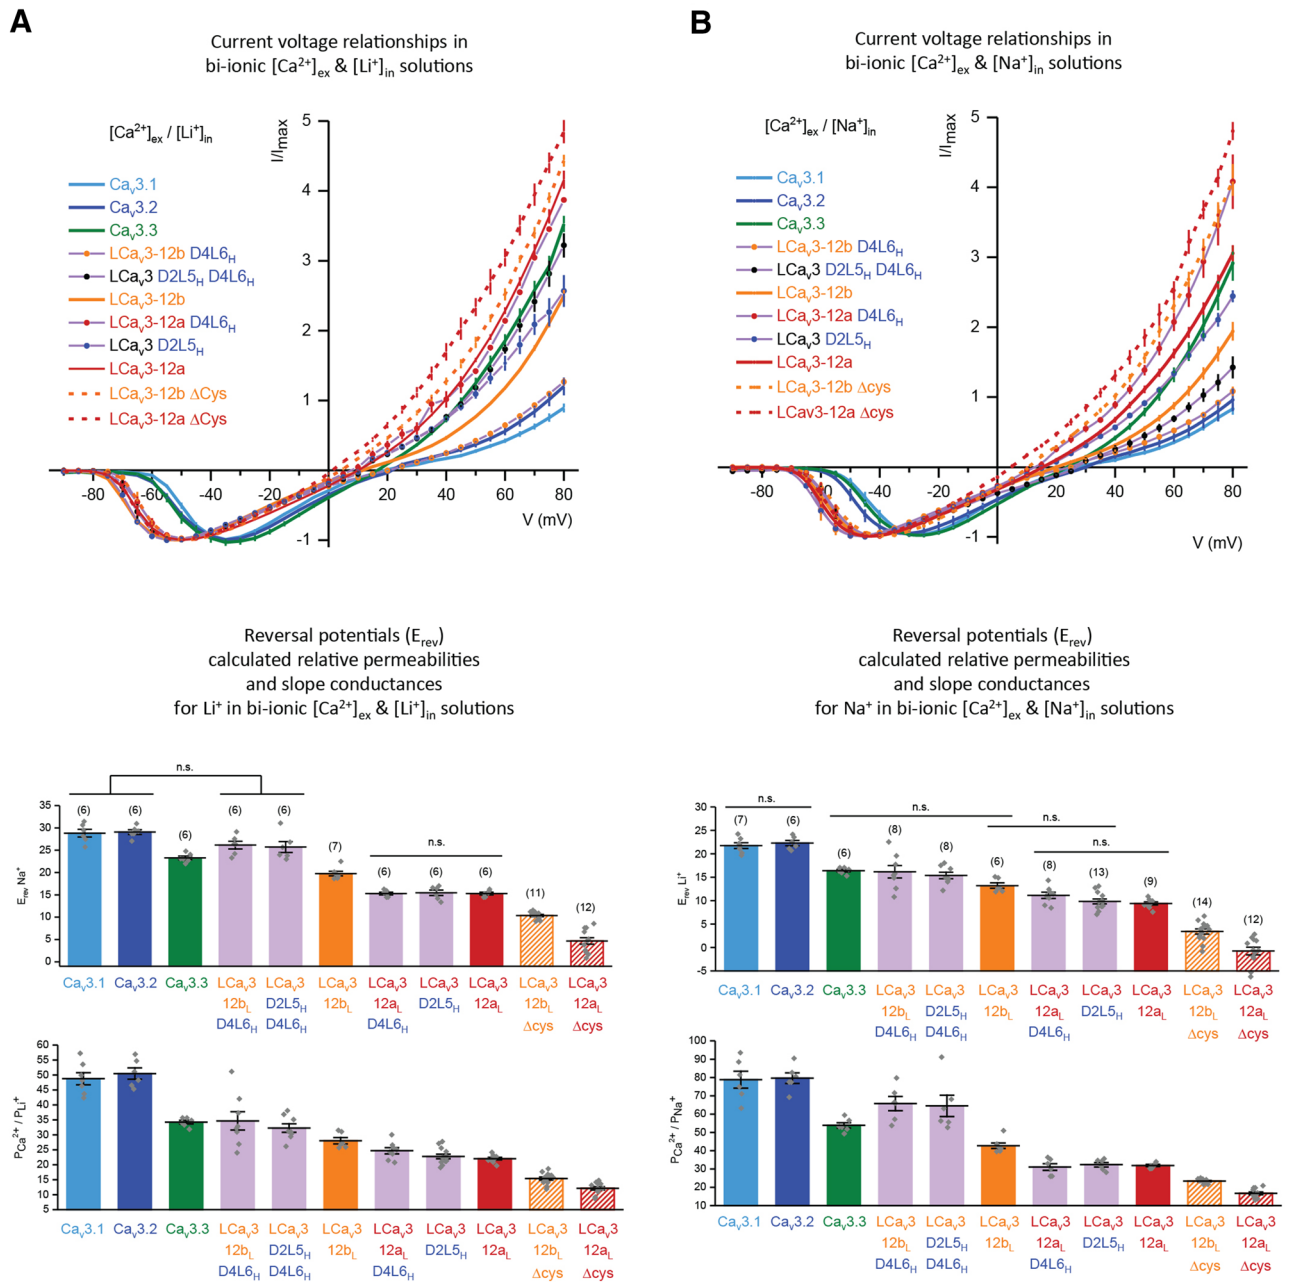 A
Current voltage relationships in
bi-ionic [Ca2+]ex & [Li+]in solutions
[Ca2+]ex / [Li+]in
Cav3.1
Cav3.2
Cav3.3
LCav3-12b D4L6H
LCav3 D2L5H D4L6H
LCav3-12b
LCav3-12a D4L6H
LCav3 D2L5H
LCav3-12a
LCav3-12b ΔCys
LCav3-12a ΔCys
I/Imax
5
4
3
2
1
-1
-80 -60 -40 -20 20 40 60 80
V (mV)
B
Current voltage relationships in
bi-ionic [Ca2+]ex & [Na+]in solutions
[Ca2+]ex / [Na+]in
Cav3.1
Cav3.2
Cav3.3
LCav3-12b D4L6H
LCav3 D2L5H D4L6H
LCav3-12b
LCav3-12a D4L6H
LCav3 D2L5H
LCav3-12a
LCav3-12b Δcys
LCav3-12a Δcys
I/Imax
5
4
3
2
1
-1
-80 -60 -40 -20 20 40 60 80
V (mV)
Reversal potentials (Erev)
calculated relative permeabilities
and slope conductances
for Li+ in bi-ionic [Ca2+]ex & [Li+]in solutions
n.s.
n.s.
(6) (6) (6) (6) (6) (7) (6) (6) (6) (11) (12)
Erev Na+
35
30
25
20
15
10
5
0
Cav3.1 Cav3.2 Cav3.3 LCav3 LCav3 LCav3 LCav3 LCav3 LCav3 LCav3 LCav3
12bL D2L5H 12bL 12aL D2L5H 12aL 12bL 12aL
D4L6H D4L6H D4L6H Δcys Δcys
PCa2+ / PLi+
60
55
50
45
40
35
30
25
20
15
10
5
Cav3.1 Cav3.2 Cav3.3 LCav3 LCav3 LCav3 LCav3 LCav3 LCav3 LCav3 LCav3
12bL D2L5H 12bL 12aL D2L5H 12aL 12bL 12aL
D4L6H D4L6H D4L6H Δcys Δcys
Reversal potentials (Erev)
calculated relative permeabilities
and slope conductances
for Na+ in bi-ionic [Ca2+]ex & [Na+]in solutions
n.s.
n.s.
n.s.
n.s.
(7) (6) (6) (8) (8) (6) (8) (13) (9) (14) (12)
Erev Li+
30
25
20
15
10
5
0
-5
Cav3.1 Cav3.2 Cav3.3 LCav3 LCav3 LCav3 LCav3 LCav3 LCav3 LCav3 LCav3
12bL D2L5H 12bL 12aL D2L5H 12aL 12bL 12aL
D4L6H D4L6H D4L6H Δcys Δcys
PCa2+ / PNa+
100
90
80
70
60
50
40
30
20
10
Cav3.1 Cav3.2 Cav3.3 LCav3 LCav3 LCav3 LCav3 LCav3 LCav3 LCav3 LCav3
12bL D2L5H 12bL 12aL D2L5H 12aL 12bL 12aL
D4L6H D4L6H D4L6H Δcys Δcys